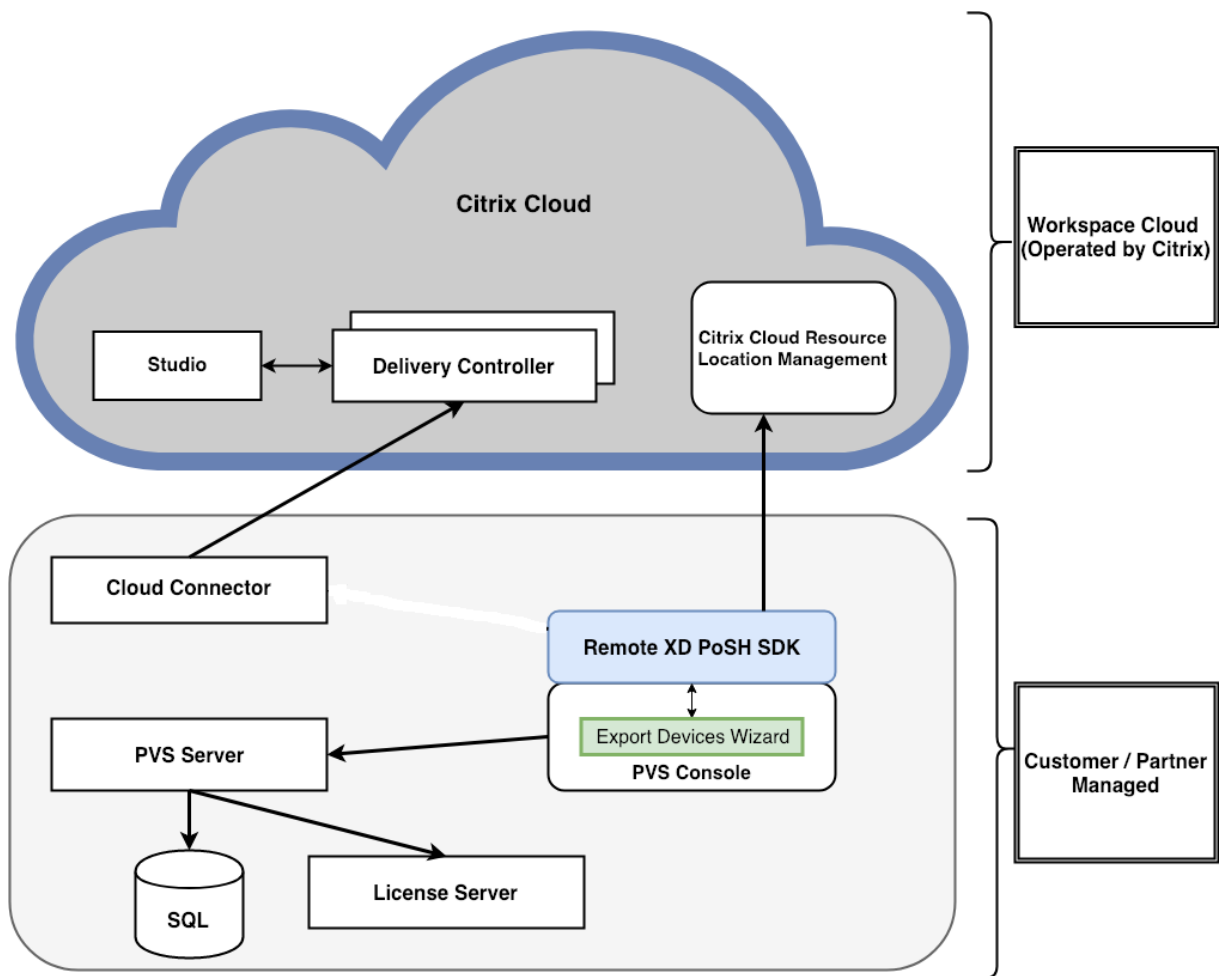 Citrix Cloud
Workspace Cloud
(Operated by Citrix)
Studio
Delivery Controller
Citrix Cloud Resource
Location Management
Cloud Connector
Remote XD PoSH SDK
Export Devices Wizard
PVS Console
PVS Server
Customer / Partner
Managed
SQL
License Server